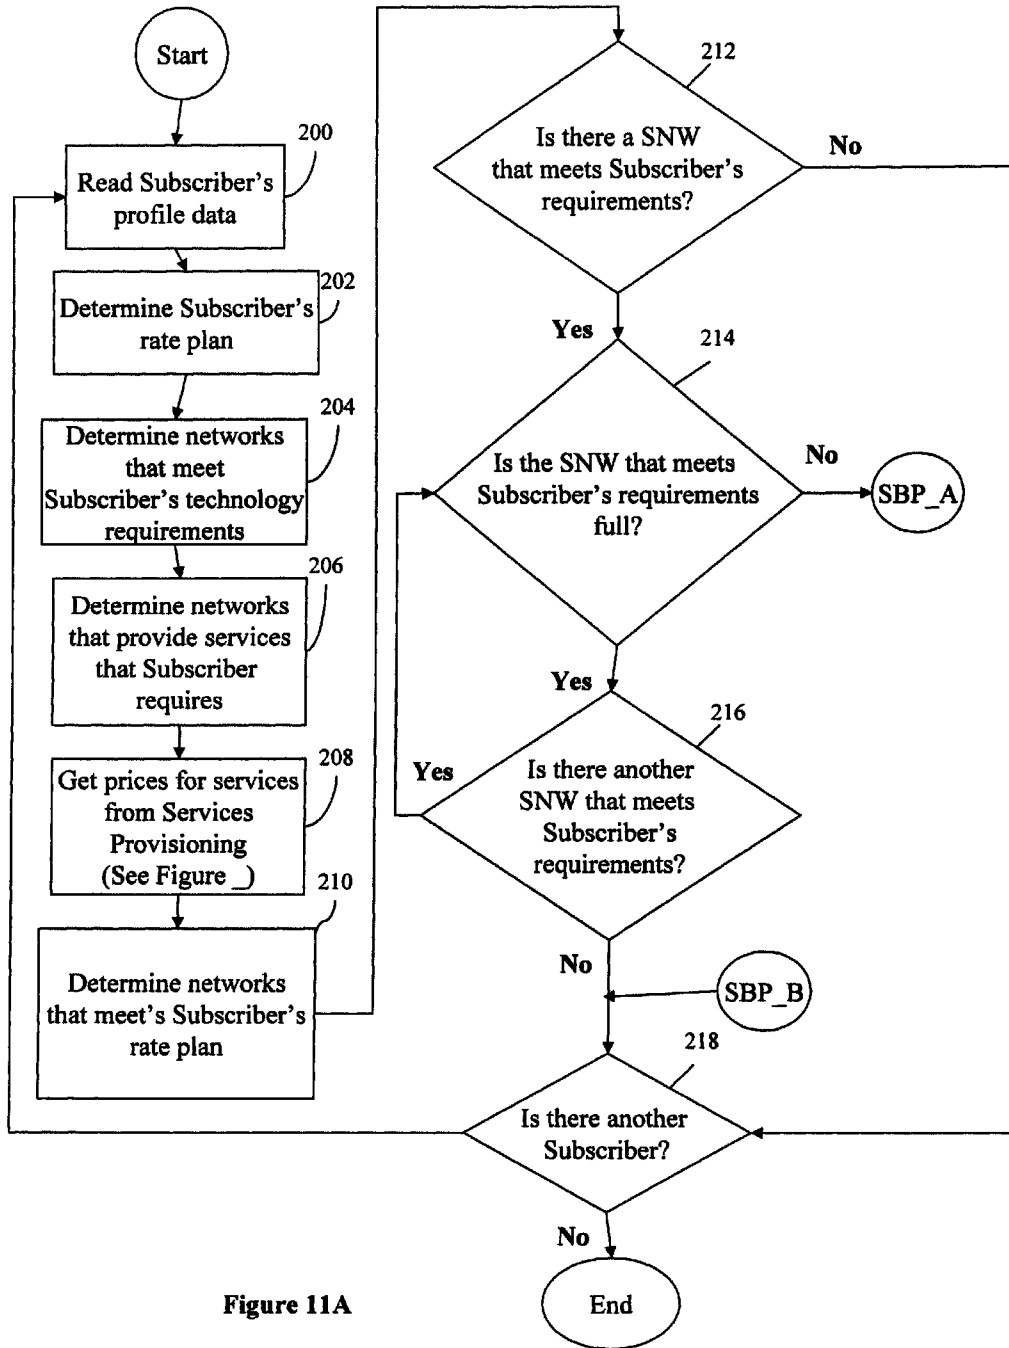 Start
200
Read Subscriber's
profile data
202
Determine Subscriber's
rate plan
204
Determine networks
that meet
Subscriber's technology
requirements
206
Determine networks
that provide services
that Subscriber
requires
208
Get prices for services
from Services
Provisioning
(See Figure _)
210
Determine networks
that meet's Subscriber's
rate plan
212
Is there a SNW
that meets Subscriber's
requirements?
No
Yes
214
Is the SNW that meets
Subscriber's requirements
full?
No
SBP_A
Yes
216
Is there another
SNW that meets
Subscriber's
requirements?
Yes
No
SBP_B
218
Is there another
Subscriber?
No
End
Figure 11A